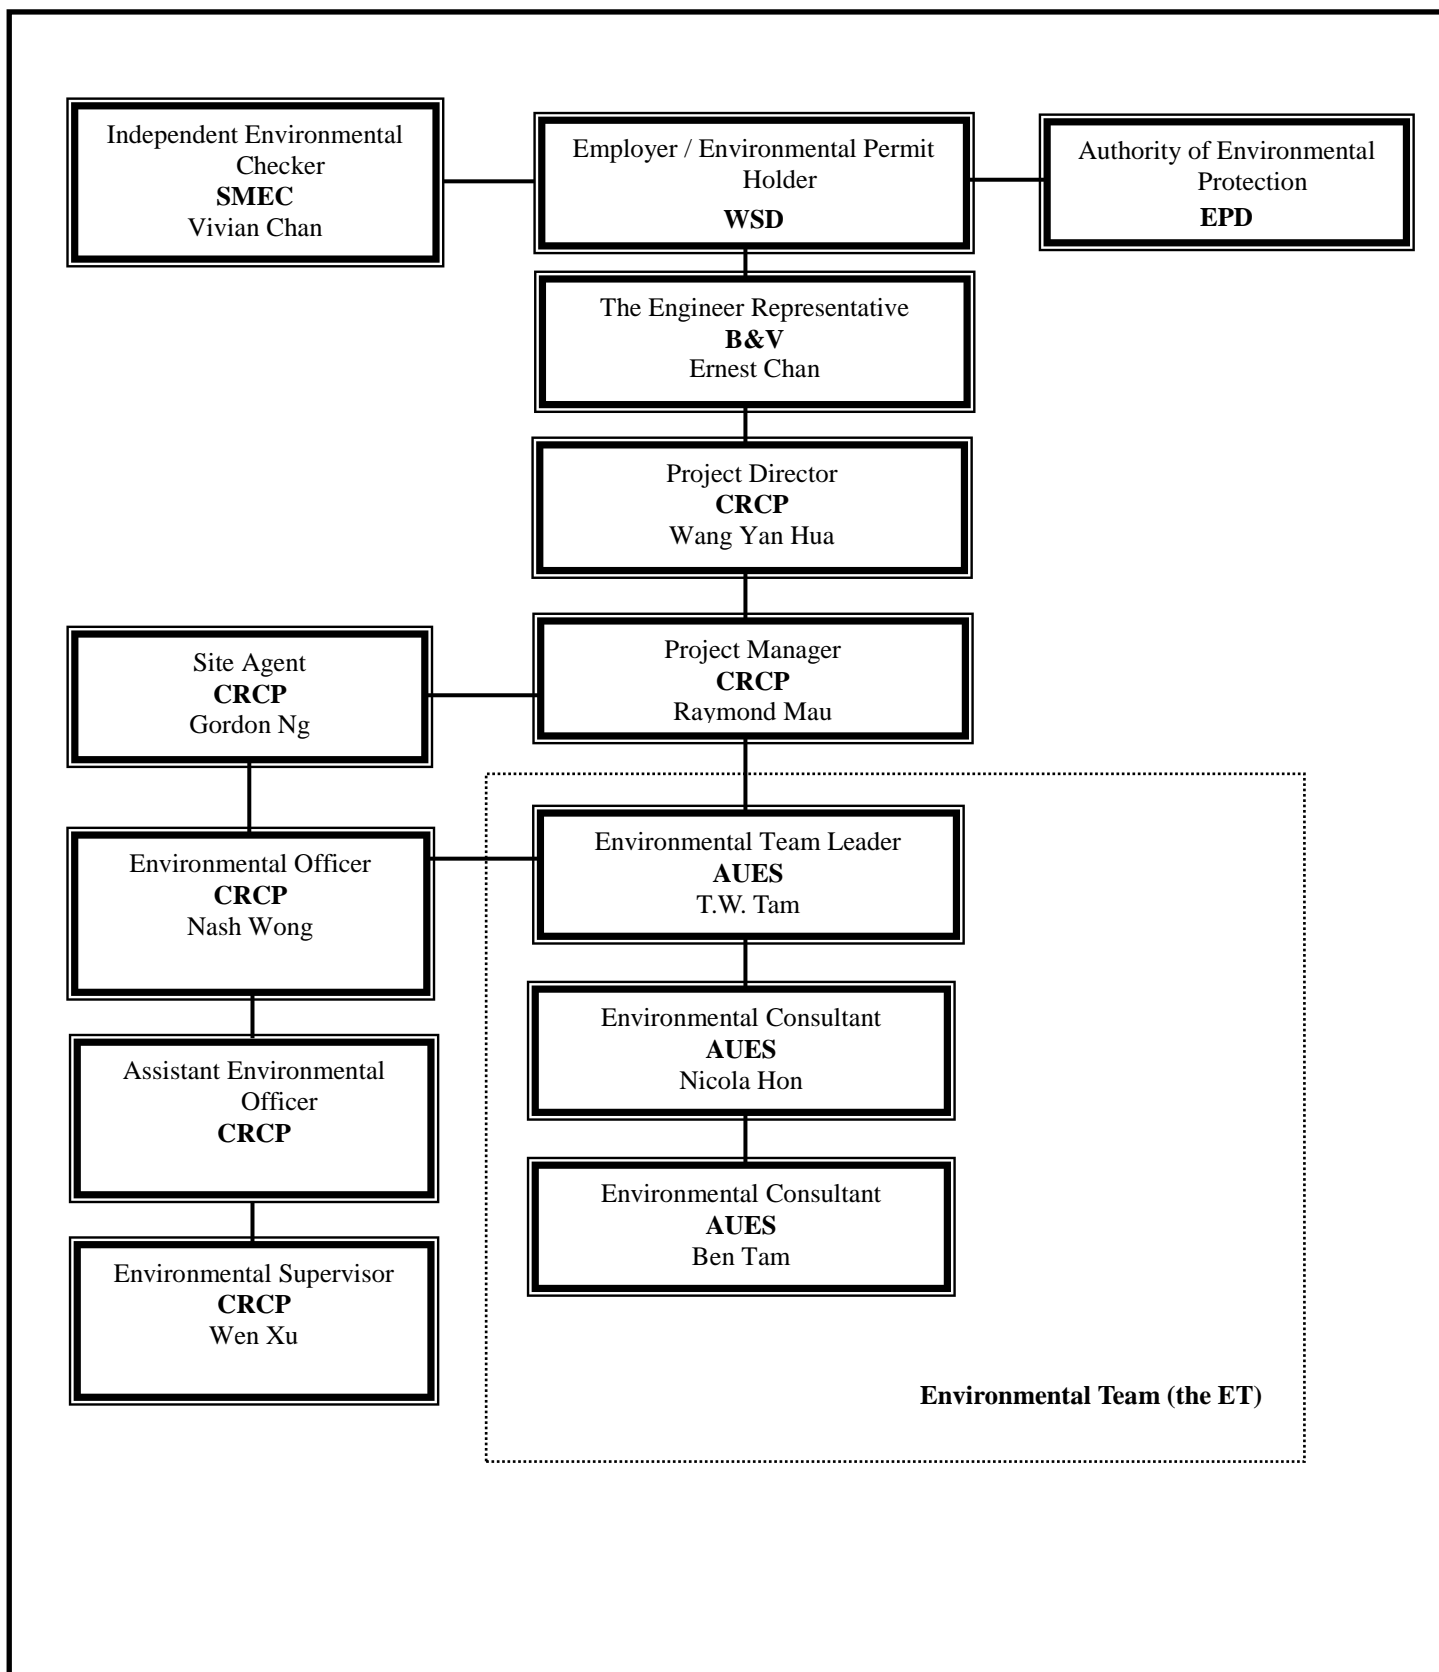 Independent Environmental
Checker
SMEC
Vivian Chan
Employer / Environmental Permit
Holder
WSD
Authority of Environmental
Protection
EPD
The Engineer Representative
B&V
Ernest Chan
Project Director
CRCP
Wang Yan Hua
Site Agent
CRCP
Gordon Ng
Project Manager
CRCP
Raymond Mau
Environmental Officer
CRCP
Nash Wong
Environmental Team Leader
AUES
T.W. Tam
Assistant Environmental
Officer
CRCP
Environmental Consultant
AUES
Nicola Hon
Environmental Supervisor
CRCP
Wen Xu
Environmental Consultant
AUES
Ben Tam
Environmental Team (the ET)